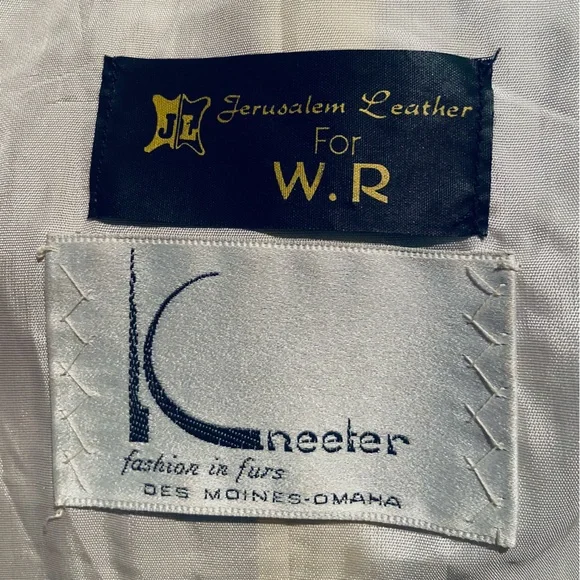 JL Jerusalem Leather
For
W.R
Kneeter
fashion in furs
DES MOINES-OMAHA